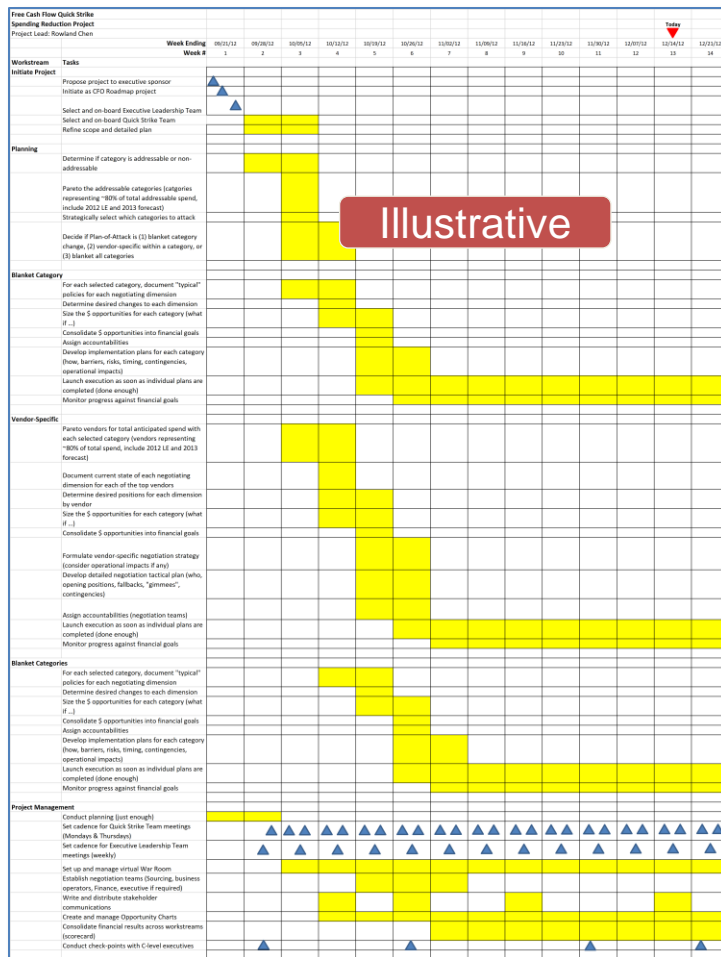 Free Cash Flow Quick Strike
Spending Reduction Project
Today
Project Lead: Rowland Chen
Week Ending 09/21/12 09/28/12 10/05/12 10/12/12 10/19/12 10/26/12 11/02/12 11/09/12 11/16/12 11/23/12 11/30/12 12/07/12 12/14/12 12/21/12
Week # 1 2 3 4 5 6 7 8 9 10 11 12 13 14
Workstream Tasks
Initiate Project
Propose project to executive sponsor
Initiate as CFO Roadmap project
Select and on-board Executive Leadership Team
Select and on-board Quick Strike Team
Refine scope and detailed plan
Planning
Determine if category is addressable or non-
addressable
Pareto the addressable categories (catgories
representing ~80% of total addressable spend,
include 2012 LE and 2013 forecast)
Strategically select which categories to attack
Illustrative
Decide if Plan-of-Attack is (1) blanket category
change, (2) vendor-specific within a category, or
(3) blanket all categories
Blanket Category
For each selected category, document "typical"
policies for each negotiating dimension
Determine desired changes to each dimension
Size the $ opportunities for each category (what
if ...)
Consolidate $ opportunities into financial goals
Assign accountabilities
Develop implementation plans for each category
(how, barriers, risks, timing, contingencies,
operational impacts)
Launch execution as soon as individual plans are
completed (done enough)
Monitor progress against financial goals
Vendor-Specific
Pareto vendors for total anticipated spend with
each selected category (vendors representing
~80% of total spend, include 2012 LE and 2013
forecast)
Document current state of each negotiating
dimension for each of the top vendors
Determine desired positions for each dimension
by vendor
Size the $ opportunities for each category (what
if ...)
Consolidate $ opportunities into financial goals
Formulate vendor-specific negotiation strategy
(consider operational impacts if any)
Develop detailed negotiation tactical plan (who,
opening positions, fallbacks, "gimmees",
contingencies)
Assign accountabilities (negotiation teams)
Launch execution as soon as individual plans are
completed (done enough)
Monitor progress against financial goals
Blanket Categories
For each selected category, document "typical"
policies for each negotiating dimension
Determine desired changes to each dimension
Size the $ opportunities for each category (what
if ...)
Consolidate $ opportunities into financial goals
Assign accountabilities
Develop implementation plans for each category
(how, barriers, risks, timing, contingencies,
operational impacts)
Launch execution as soon as individual plans are
completed (done enough)
Monitor progress against financial goals
Project Management
Conduct planning (just enough)
Set cadence for Quick Strike Team meetings
(Mondays & Thursdays)
Set cadence for Executive Leadership Team
meetings (weekly)
Set up and manage virtual War Room
Establish negotiation teams (Sourcing, business
operators, Finance, executive if required)
Write and distribute stakeholder
communications
Create and manage Opportunity Charts
Consolidate financial results across workstreams
(scorecard)
Conduct check-points with C-level executives